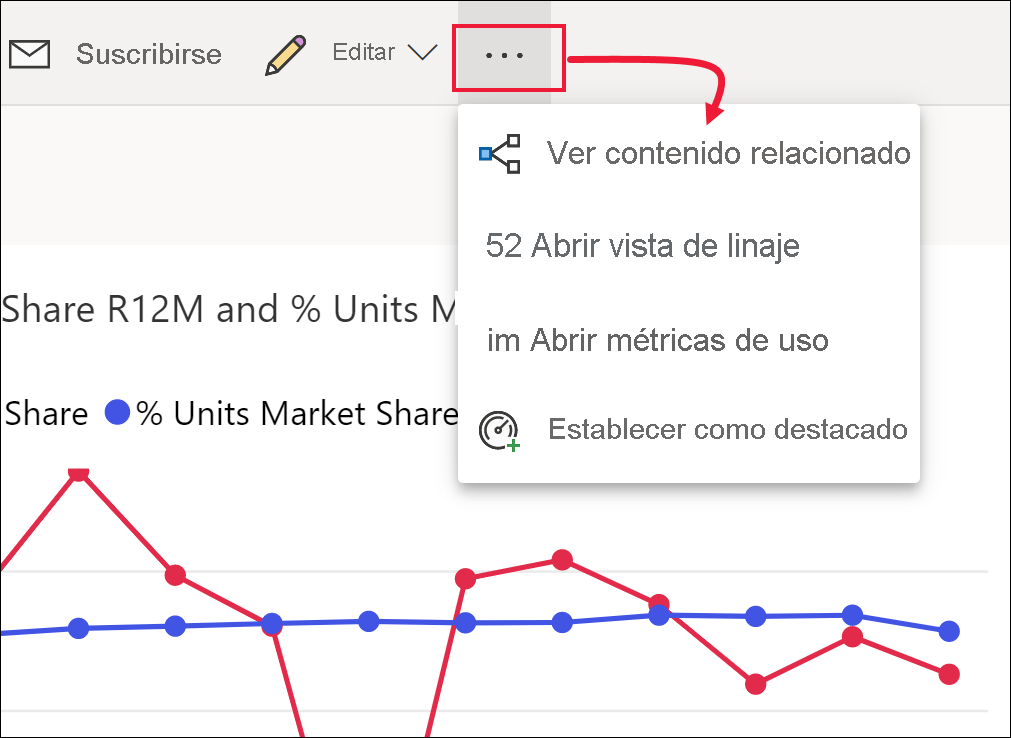 Suscribirse
Editar
...
Ver contenido relacionado
52 Abrir vista de linaje
im Abrir métricas de uso
Establecer como destacado
Share R12M and % Units M
Share % Units Market Share